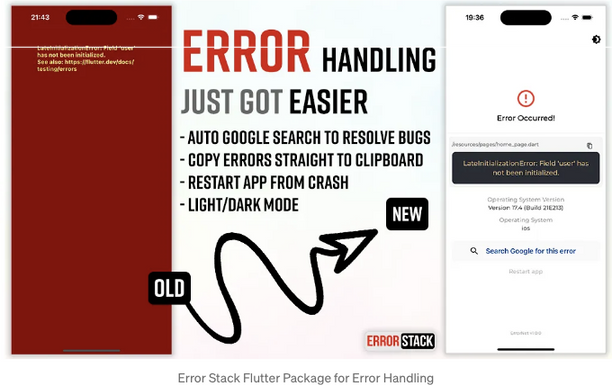 21:43
LateInitializationError: Field 'user'
has not been initialized.
See also: https://flutter.dev/docs/
testing/errors
ERROR HANDLING
JUST GOT EASIER
- AUTO GOOGLE SEARCH TO RESOLVE BUGS
- COPY ERRORS STRAIGHT TO CLIPBOARD
- RESTART APP FROM CRASH
- LIGHT/DARK MODE
NEW
OLD
ERROR STACK
19:36
Error Occurred!
/resources/pages/home_page.dart
LateInitializationError: Field 'user' has
not been initialized.
Operating System Version
Version 17.4 (Build 21E213)
Operating System
ios
Search Google for this error
Restart app
Error Stack Flutter Package for Error Handling